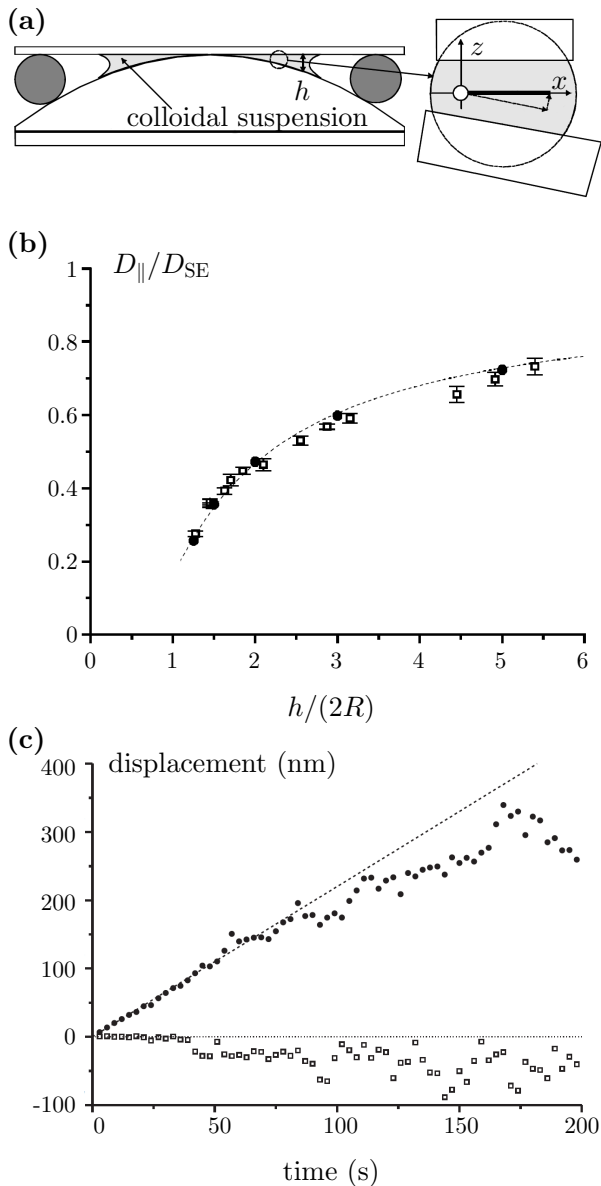 (a)
h
colloidal suspension
z
x
(b)
D∥/D_SE
1
0.8
0.6
0.4
0.2
0
0 1 2 3 4 5 6
h/(2R)
(c)
displacement (nm)
400
300
200
100
0
-100
0 50 100 150 200
time (s)